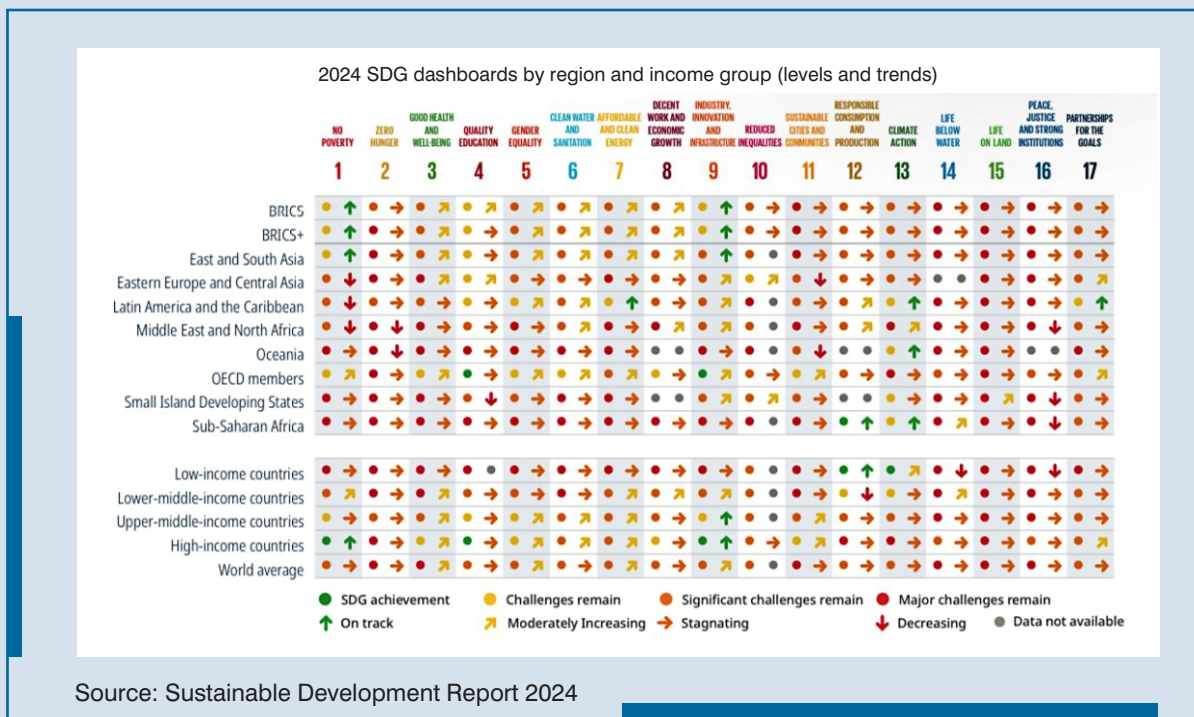 2024 SDG dashboards by region and income group (levels and trends)
NO POVERTY
ZERO HUNGER
GOOD HEALTH AND WELL-BEING
QUALITY EDUCATION
GENDER EQUALITY
CLEAN WATER AND SANITATION
AFFORDABLE AND CLEAN ENERGY
DECENT WORK AND ECONOMIC GROWTH
INDUSTRY, INNOVATION AND INFRASTRUCTURE
REDUCED INEQUALITIES
SUSTAINABLE CITIES AND COMMUNITIES
RESPONSIBLE CONSUMPTION AND PRODUCTION
CLIMATE ACTION
LIFE BELOW WATER
LIFE ON LAND
PEACE, JUSTICE AND STRONG INSTITUTIONS
PARTNERSHIPS FOR THE GOALS
1 2 3 4 5 6 7 8 9 10 11 12 13 14 15 16 17
BRICS
BRICS+
East and South Asia
Eastern Europe and Central Asia
Latin America and the Caribbean
Middle East and North Africa
Oceania
OECD members
Small Island Developing States
Sub-Saharan Africa
Low-income countries
Lower-middle-income countries
Upper-middle-income countries
High-income countries
World average
SDG achievement Challenges remain Significant challenges remain Major challenges remain
On track Moderately Increasing Stagnating Decreasing Data not available
Source: Sustainable Development Report 2024